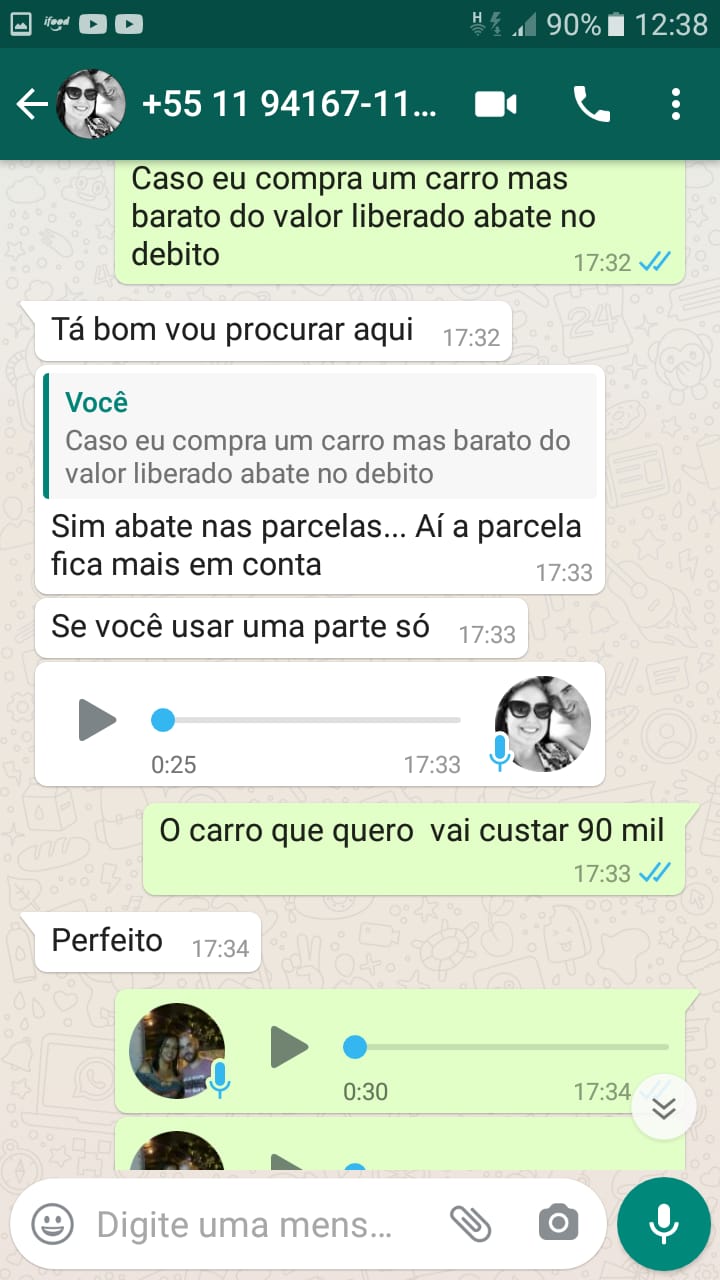 ifood
H
90%
12:38
+55 11 94167-11...
Caso eu compra um carro mas
barato do valor liberado abate no
debito
17:32
Tá bom vou procurar aqui
17:32
Você
Caso eu compra um carro mas barato do
valor liberado abate no debito
Sim abate nas parcelas... Aí a parcela
fica mais em conta
17:33
Se você usar uma parte só
17:33
0:25
17:33
O carro que quero  vai custar 90 mil
17:33
Perfeito
17:34
0:30
17:34
Digite uma mens...